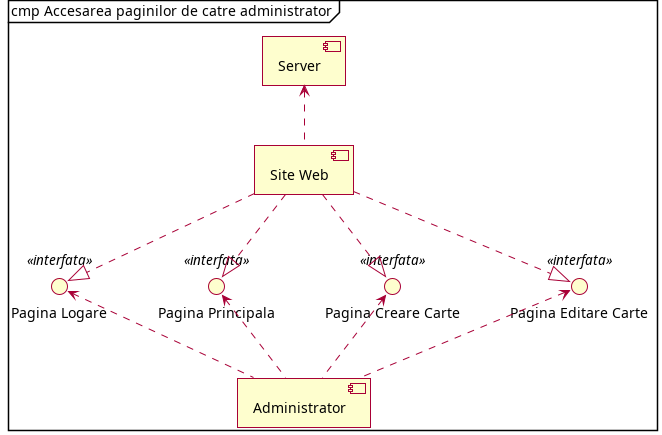 cmp Accesarea paginilor de catre administrator
Server
Site Web
«interfata» «interfata» «interfata» «interfata»
Pagina Logare Pagina Principala Pagina Creare Carte Pagina Editare Carte
Administrator